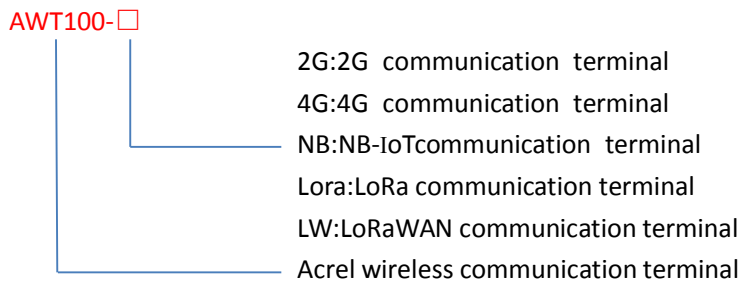 AWT100-□
2G:2G communication terminal
4G:4G communication terminal
NB:NB-IoTcommunication terminal
Lora:LoRa communication terminal
LW:LoRaWAN communication terminal
Acrel wireless communication terminal